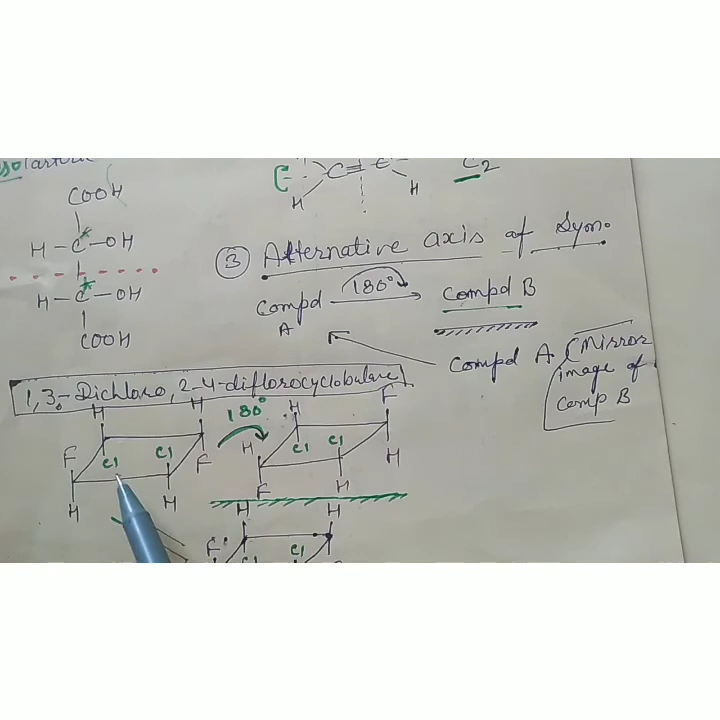 COOH
H - C* - OH
H - C* - OH
COOH
C = C
H H
C2
③ Alternative axis of Sym.
Compd A 180° Compd B
Compd A (Mirror image of Comp B
1,3-Dichloro, 2-4-diflorocyclobutane
H H
F Cl Cl F
H H
180°
H F
H Cl Cl H
F H
H H
F Cl